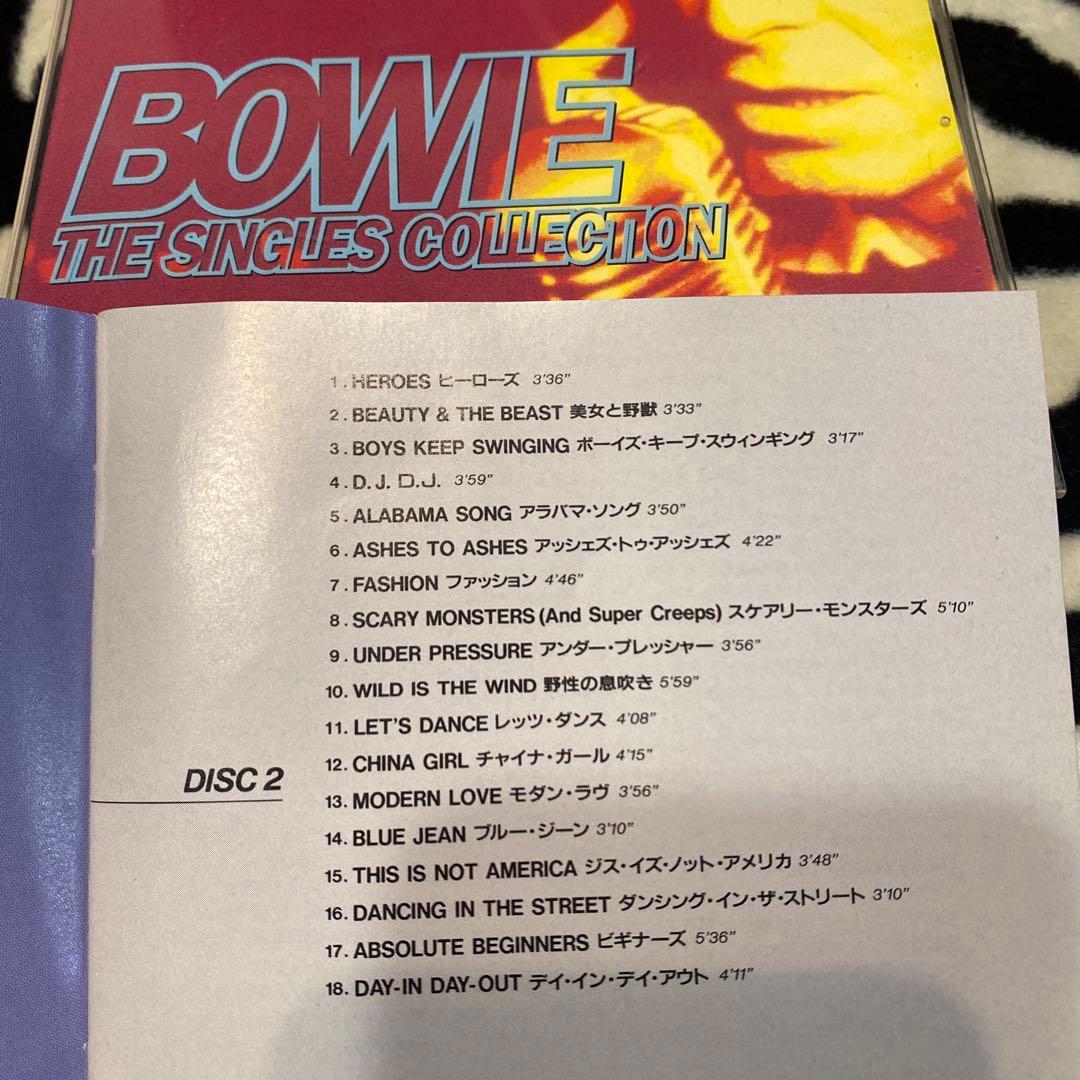 BOWIE
THE SINGLES COLLECTION
1. HEROES ヒーローズ 3'36"
2. BEAUTY & THE BEAST 美女と野獣 3'33"
3. BOYS KEEP SWINGING ボーイズ・キープ・スウィンギング 3'17"
4. D.J. D.J. 3'59"
5. ALABAMA SONG アラバマ・ソング 3'50"
6. ASHES TO ASHES アッシェズ・トゥ・アッシェズ 4'22"
7. FASHION ファッション 4'46"
8. SCARY MONSTERS (And Super Creeps) スケアリー・モンスターズ 5'10"
9. UNDER PRESSURE アンダー・プレッシャー 3'56"
10. WILD IS THE WIND 野性の息吹き 5'59"
11. LET'S DANCE レッツ・ダンス 4'08"
12. CHINA GIRL チャイナ・ガール 4'15"
DISC 2
13. MODERN LOVE モダン・ラヴ 3'56"
14. BLUE JEAN ブルー・ジーン 3'10"
15. THIS IS NOT AMERICA ジス・イズ・ノット・アメリカ 3'48"
16. DANCING IN THE STREET ダンシング・イン・ザ・ストリート 3'10"
17. ABSOLUTE BEGINNERS ビギナーズ 5'36"
18. DAY-IN DAY-OUT デイ・イン・デイ・アウト 4'11"